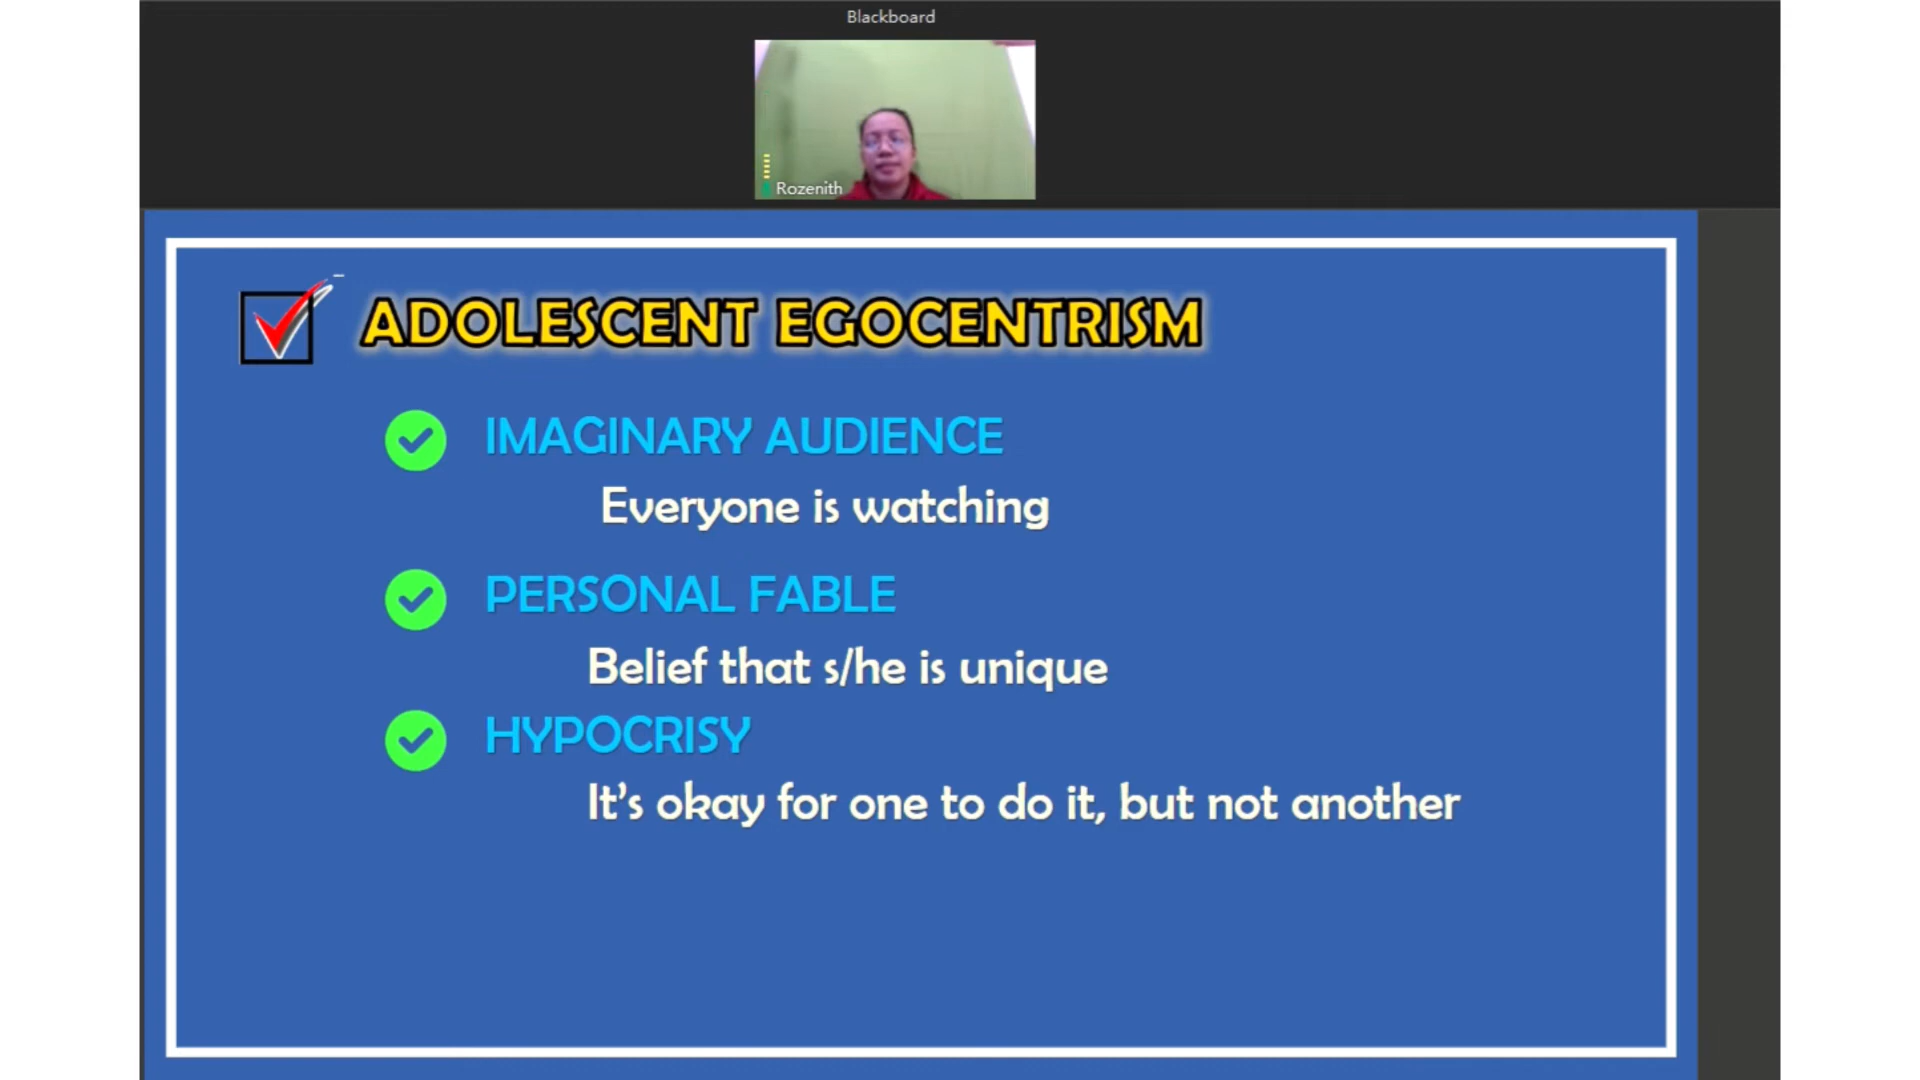 Blackboard
Rozenith
ADOLESCENT EGOCENTRISM
IMAGINARY AUDIENCE
Everyone is watching
PERSONAL FABLE
Belief that s/he is unique
HYPOCRISY
It's okay for one to do it, but not another